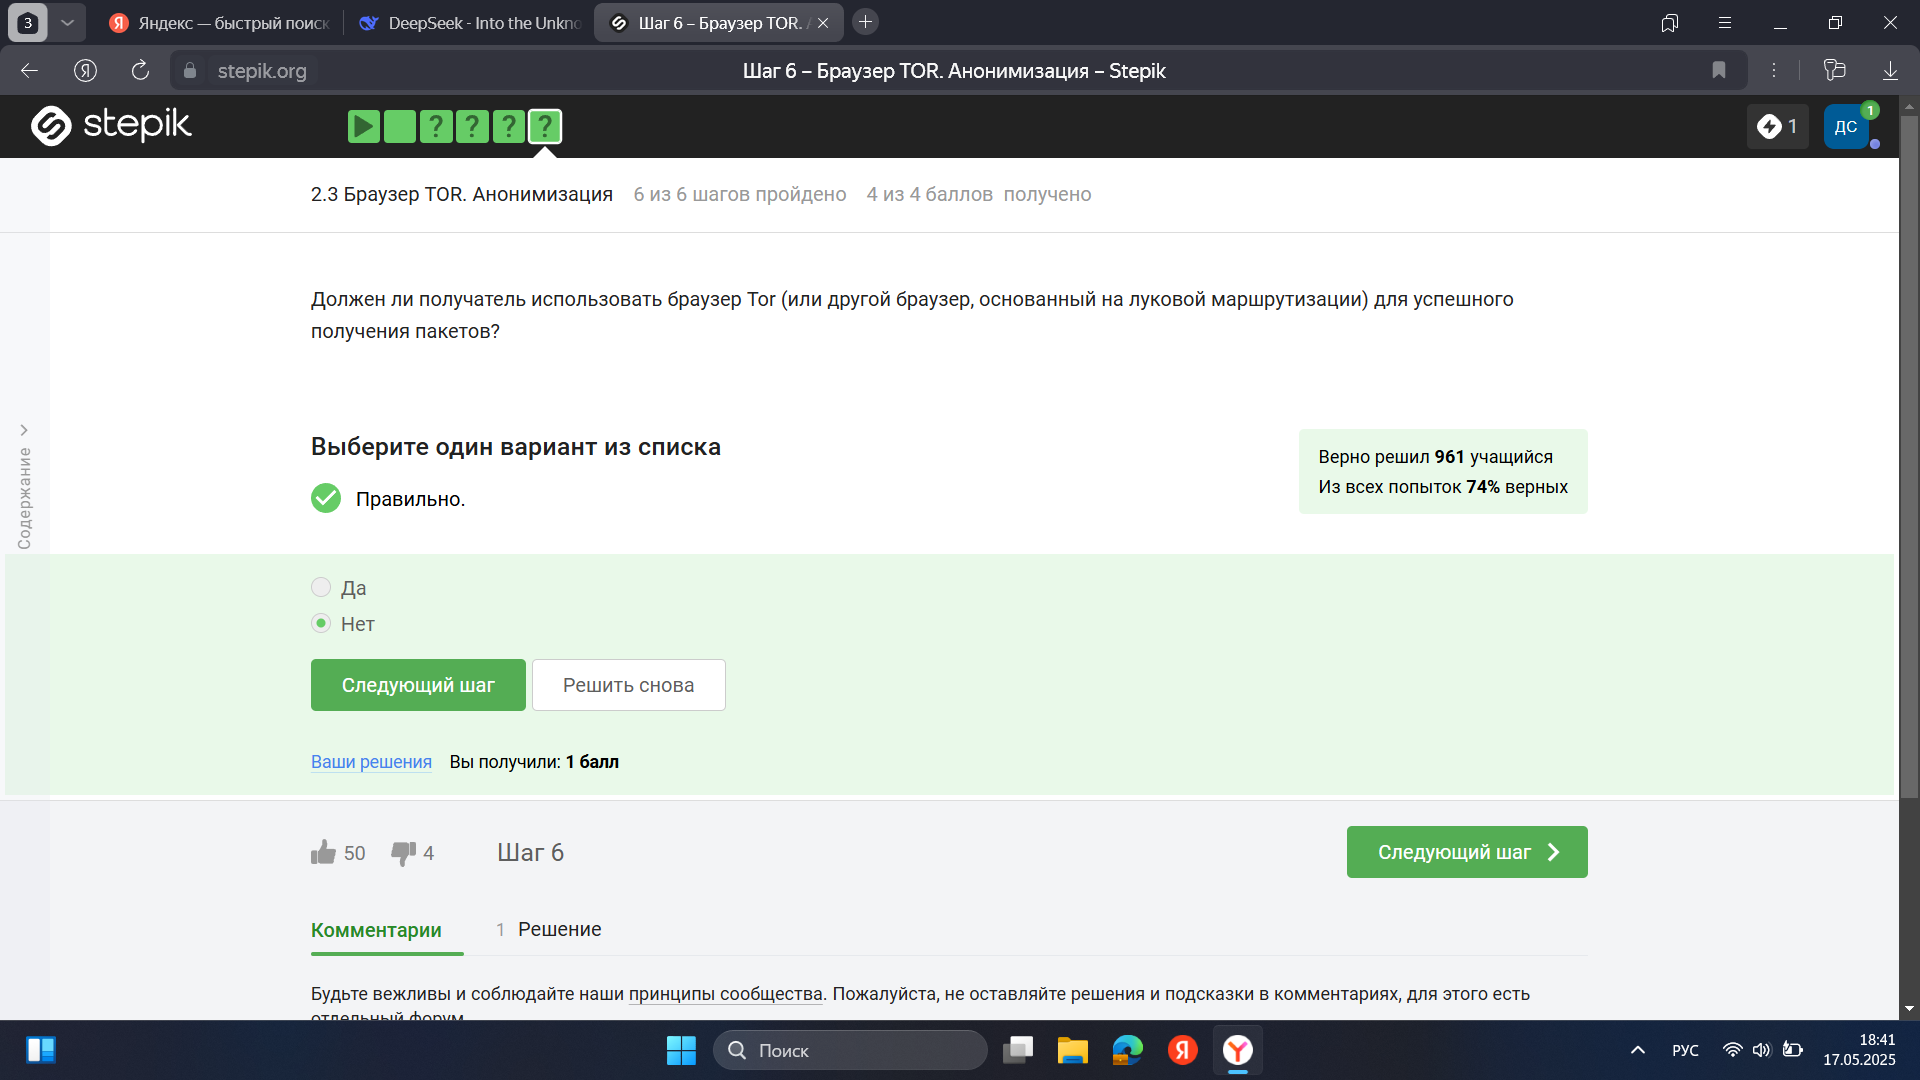 3
Яндекс — быстрый поиск
DeepSeek - Into the Unkno
Шаг 6 – Браузер TOR. А
stepik.org
Шаг 6 – Браузер TOR. Анонимизация – Stepik
stepik
? ? ? ?
1
ДС
1
2.3 Браузер TOR. Анонимизация 6 из 6 шагов пройдено 4 из 4 баллов получено
Должен ли получатель использовать браузер Tor (или другой браузер, основанный на луковой маршрутизации) для успешного
получения пакетов?
Содержание
Выберите один вариант из списка
Правильно.
Верно решил 961 учащийся
Из всех попыток 74% верных
Да
Нет
Следующий шаг
Решить снова
Ваши решения Вы получили: 1 балл
50
4
Шаг 6
Следующий шаг
Комментарии
1 Решение
Будьте вежливы и соблюдайте наши принципы сообщества. Пожалуйста, не оставляйте решения и подсказки в комментариях, для этого есть
отдельный форум.
Поиск
РУС
18:41
17.05.2025